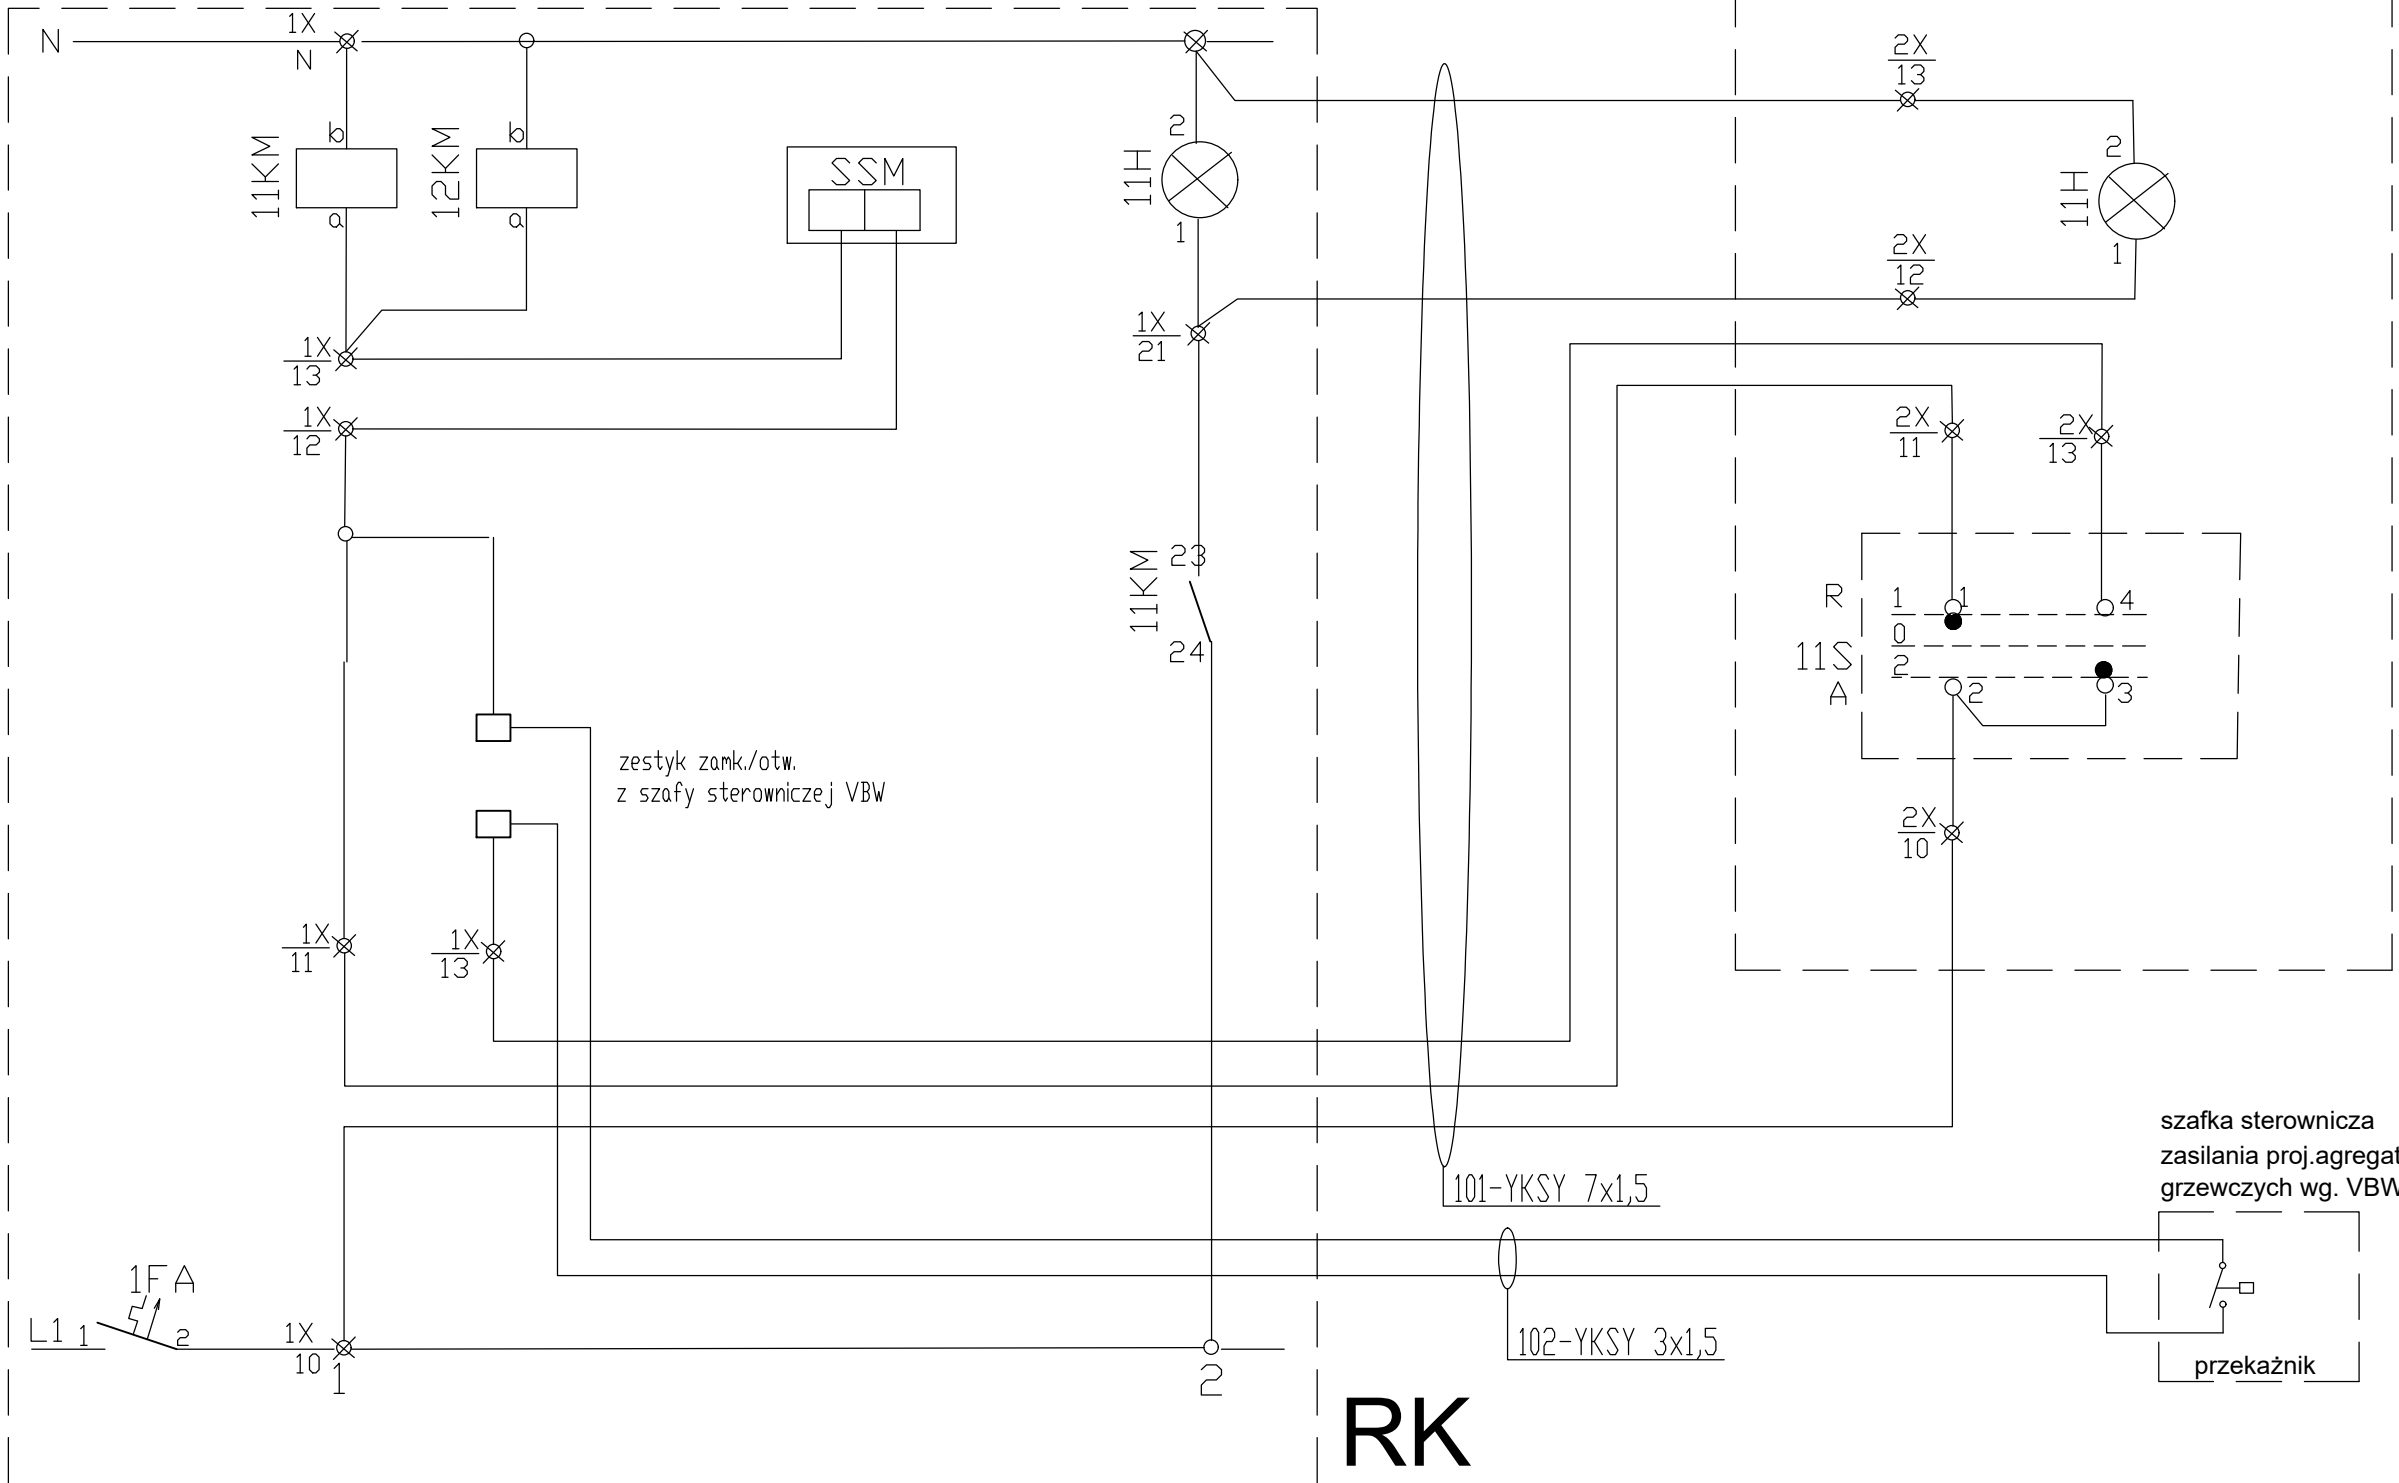 N
1X
N
11KM
b
a
12KM
b
a
SSM
11H
2
1
2X
13
11H
2
1
2X
12
1X
21
1X
13
1X
12
2X
11
2X
13
11KM
23
24
R
11S
A
1
0
2
1
4
2
3
zestyk zamk./otw.
z szafy sterowniczej VBW
2X
10
1X
11
1X
13
szafka sterownicza
zasilania proj.agregat
grzewczych wg. VBW
101-YKSY 7x1,5
1FA
L1
1
2
1X
10
1
2
102-YKSY 3x1,5
przekażnik
RK